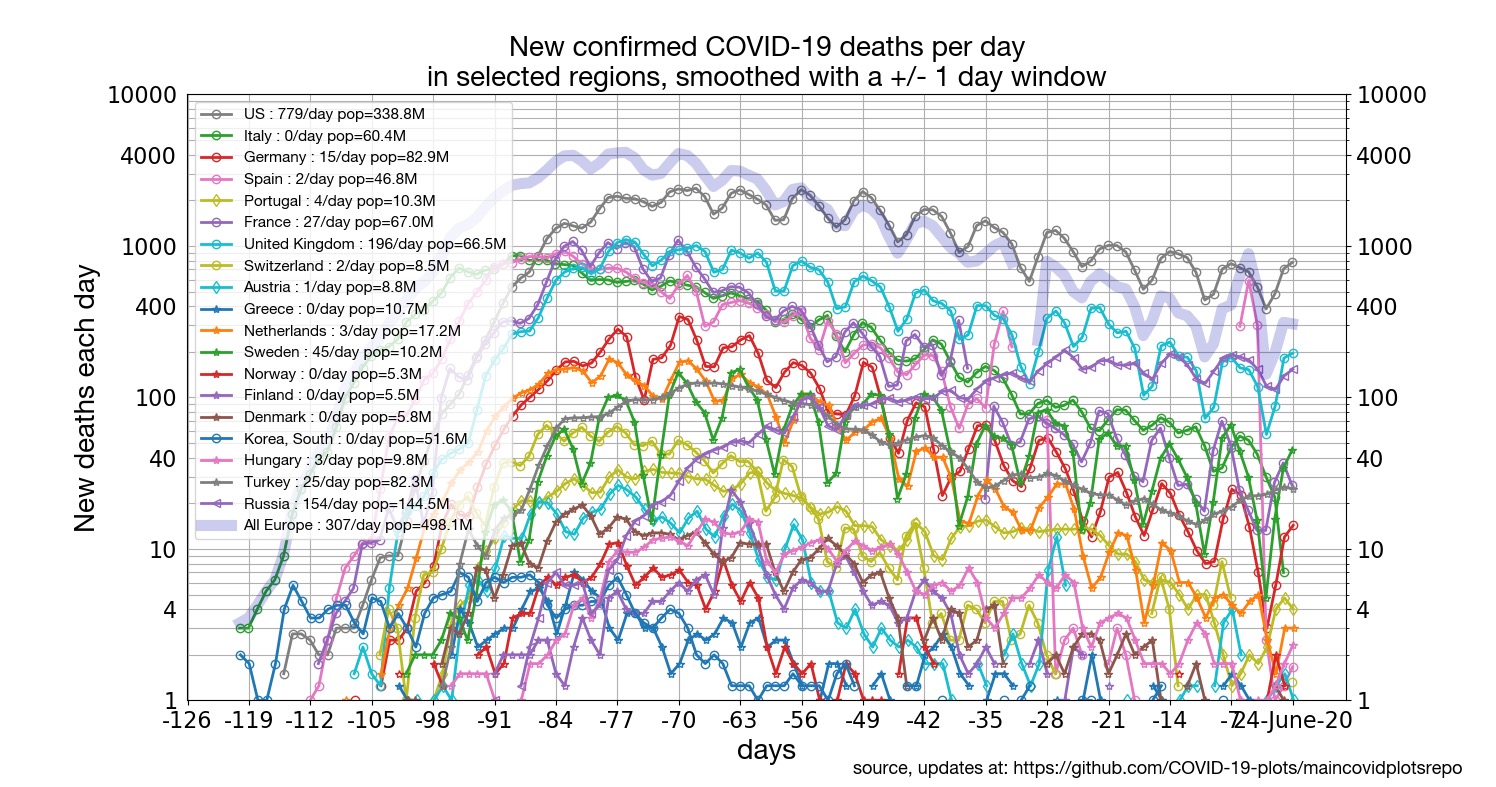 New confirmed COVID-19 deaths per day
in selected regions, smoothed with a +/- 1 day window
New deaths each day
10000
4000
1000
400
100
40
10
4
1
US : 779/day pop=338.8M
Italy : 0/day pop=60.4M
Germany : 15/day pop=82.9M
Spain : 2/day pop=46.8M
Portugal : 4/day pop=10.3M
France : 27/day pop=67.0M
United Kingdom : 196/day pop=66.5M
Switzerland : 2/day pop=8.5M
Austria : 1/day pop=8.8M
Greece : 0/day pop=10.7M
Netherlands : 3/day pop=17.2M
Sweden : 45/day pop=10.2M
Norway : 0/day pop=5.3M
Finland : 0/day pop=5.5M
Denmark : 0/day pop=5.8M
Korea, South : 0/day pop=51.6M
Hungary : 3/day pop=9.8M
Turkey : 25/day pop=82.3M
Russia : 154/day pop=144.5M
All Europe : 307/day pop=498.1M
10000
4000
1000
400
100
40
10
4
1
-126 -119 -112 -105 -98 -91 -84 -77 -70 -63 -56 -49 -42 -35 -28 -21 -14 -7 24-June-20
days
source, updates at: https://github.com/COVID-19-plots/maincovidplotsrepo